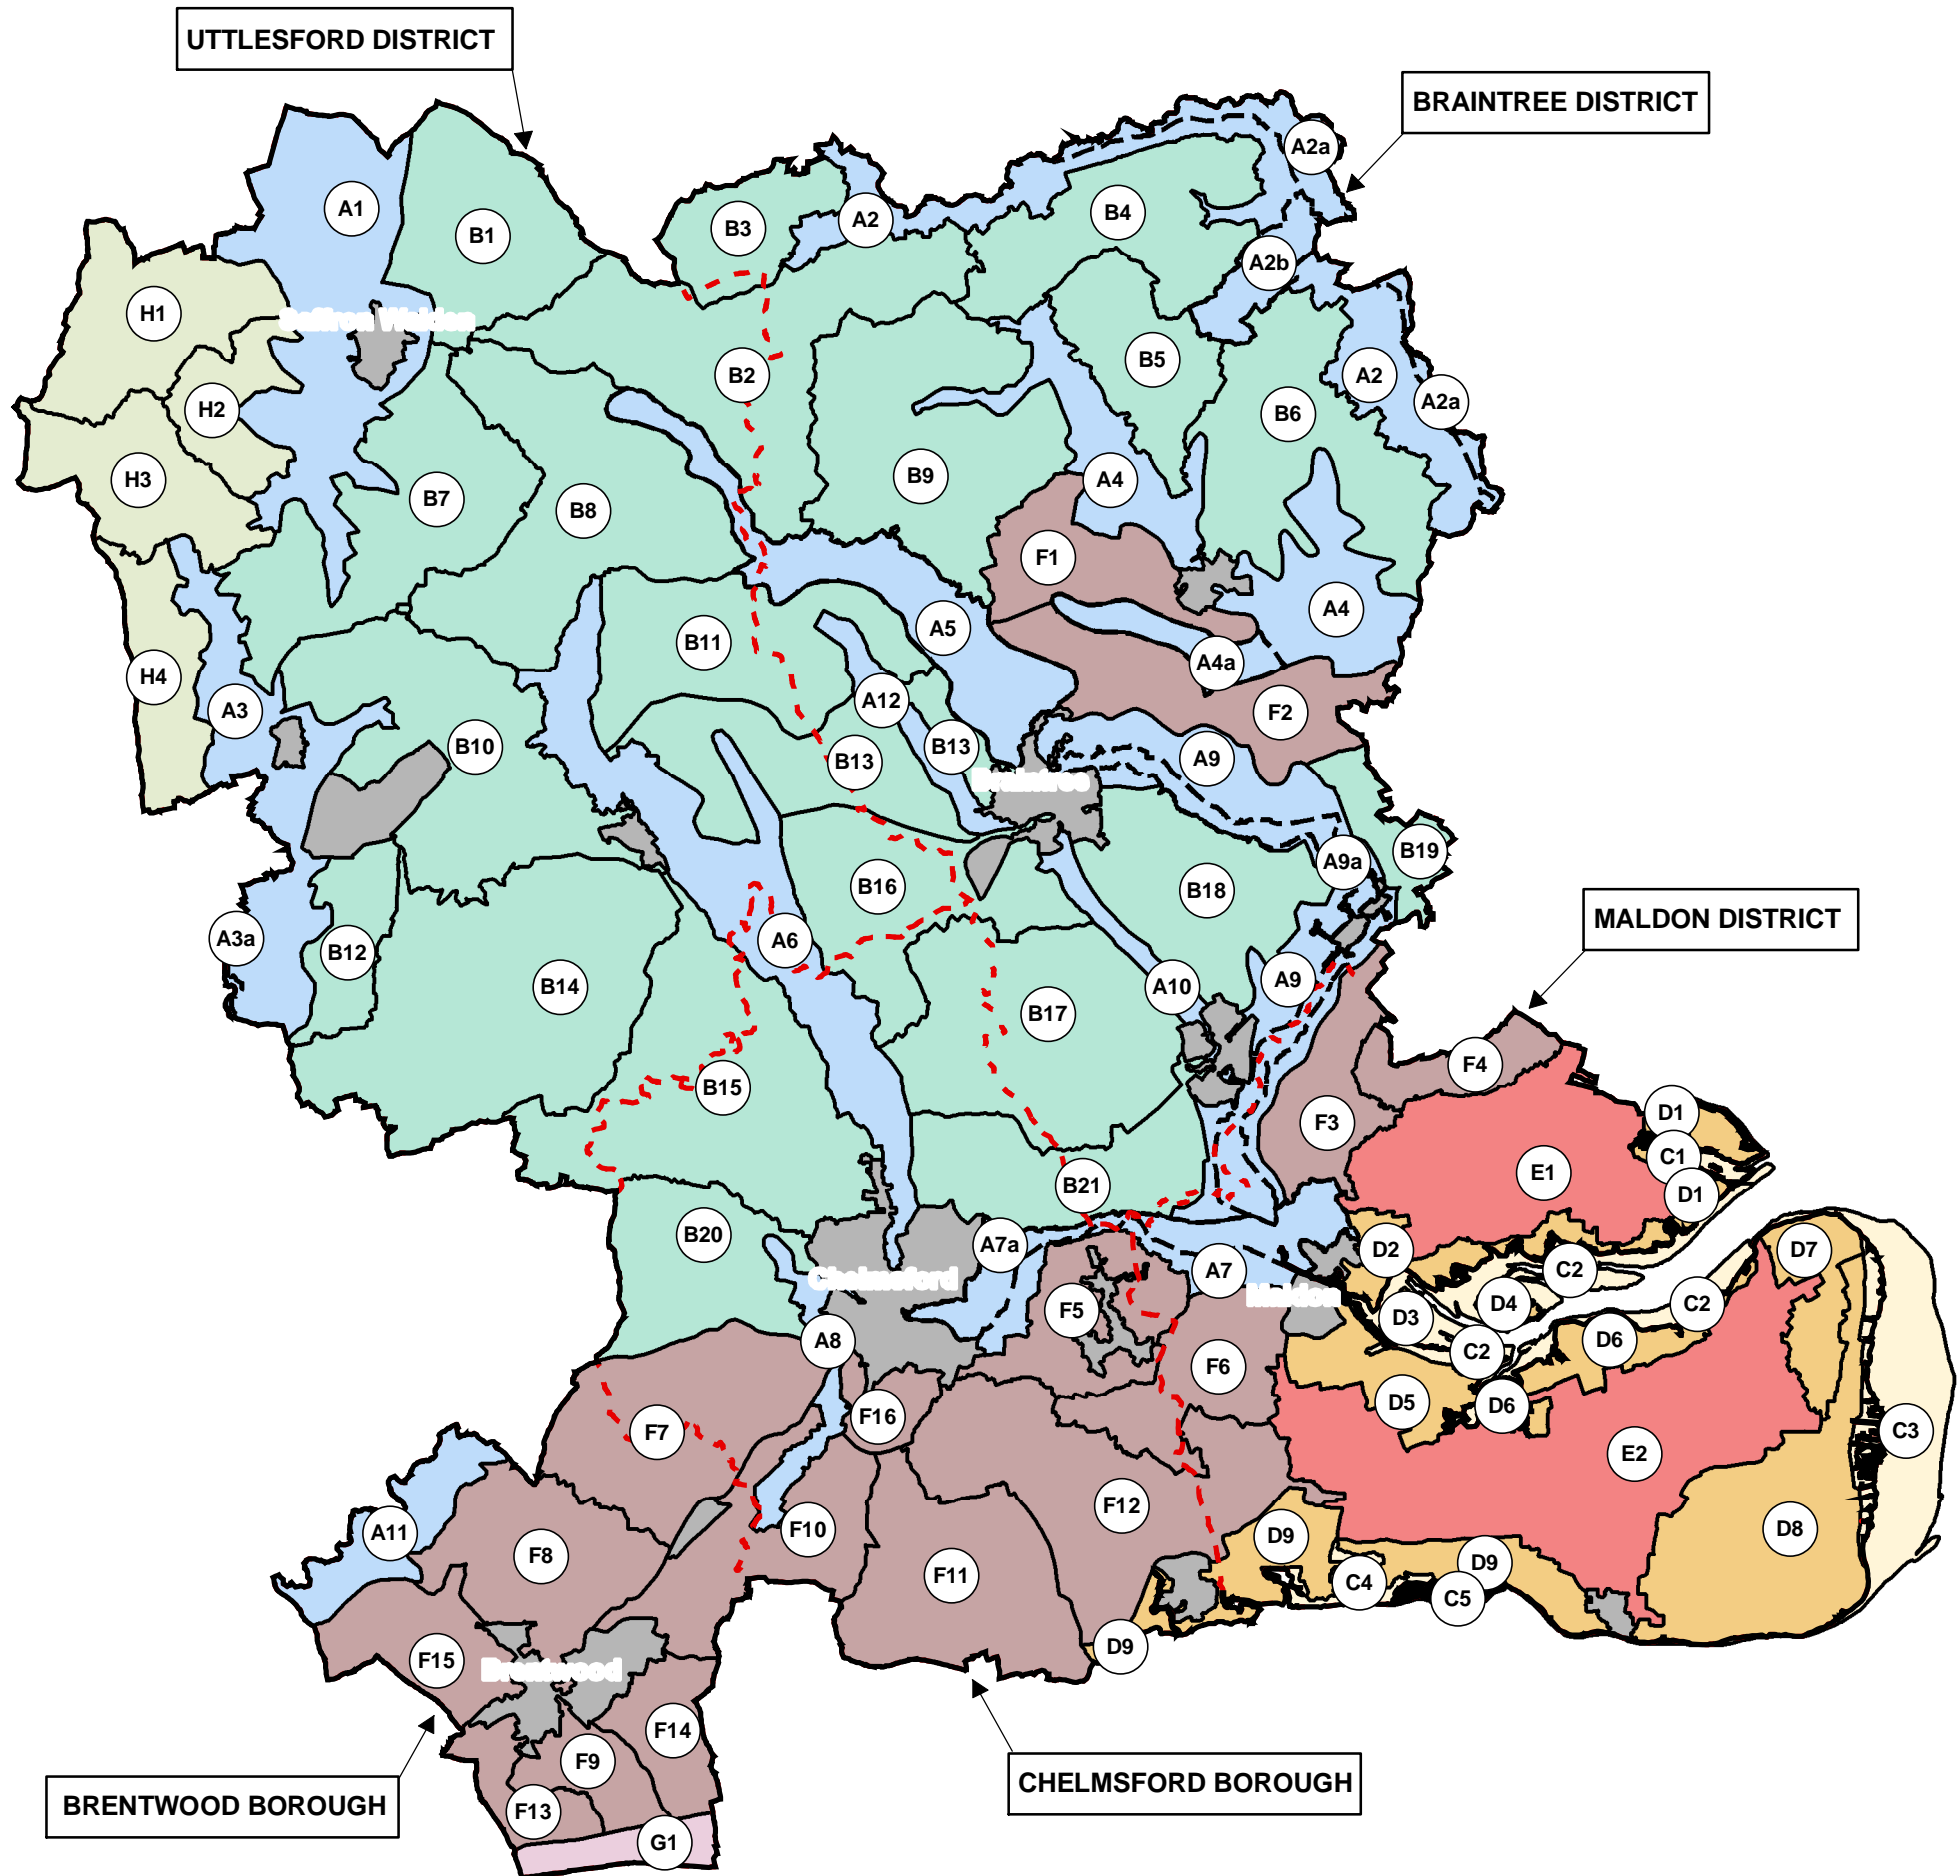 UTTLESFORD DISTRICT
BRAINTREE DISTRICT
A2a
A1
B1
B3
A2
B4
A2b
H1
Saffron Walden
B2
B5
A2
A2a
H2
B6
H3
B7
B8
B9
A4
F1
A4
B11
A5
A4a
H4
A3
A12
F2
B10
B13
B13
A9
Braintree
B19
A9a
B16
B18
MALDON DISTRICT
A3a
B12
A6
B14
A10
A9
B17
F4
B15
D1
F3
C1
E1
D1
B21
B20
A7a
D2
D7
Chelmsford
A7
C2
Maldon
D4
C2
F5
D3
A8
D6
C2
F6
D5
D6
F16
F7
C3
E2
F12
A11
F10
D8
F8
D9
D9
F11
C4
C5
D9
F15
Brentwood
F14
F9
BRENTWOOD BOROUGH
CHELMSFORD BOROUGH
F13
G1